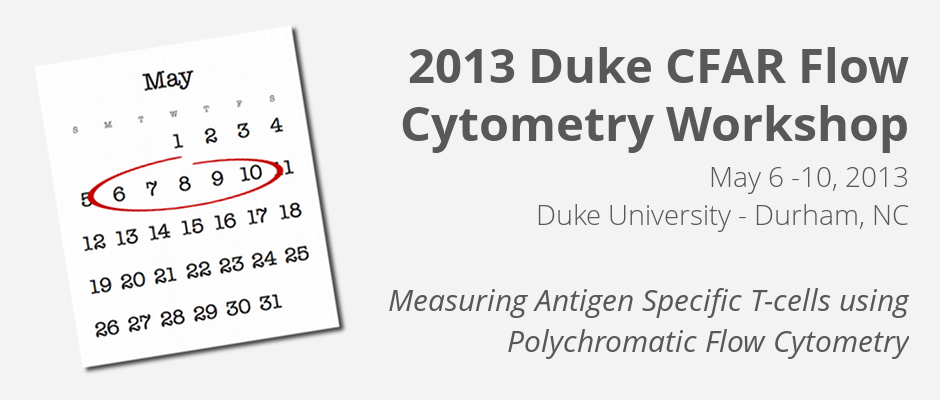 May
S M T W T F S
1 2 3 4
5 6 7 8 9 10 11
12 13 14 15 16 17 18
19 20 21 22 23 24 25
26 27 28 29 30 31
2013 Duke CFAR Flow
Cytometry Workshop
May 6 -10, 2013
Duke University - Durham, NC
Measuring Antigen Specific T-cells using
Polychromatic Flow Cytometry